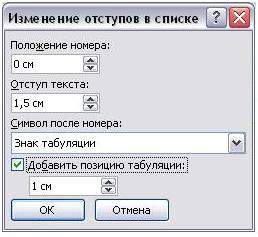 Изменение отступов в списке
Положение номера:
0 см
Отступ текста:
1,5 см
Символ после номера:
Знак табуляции
Добавить позицию табуляции:
1 см
ОК
Отмена